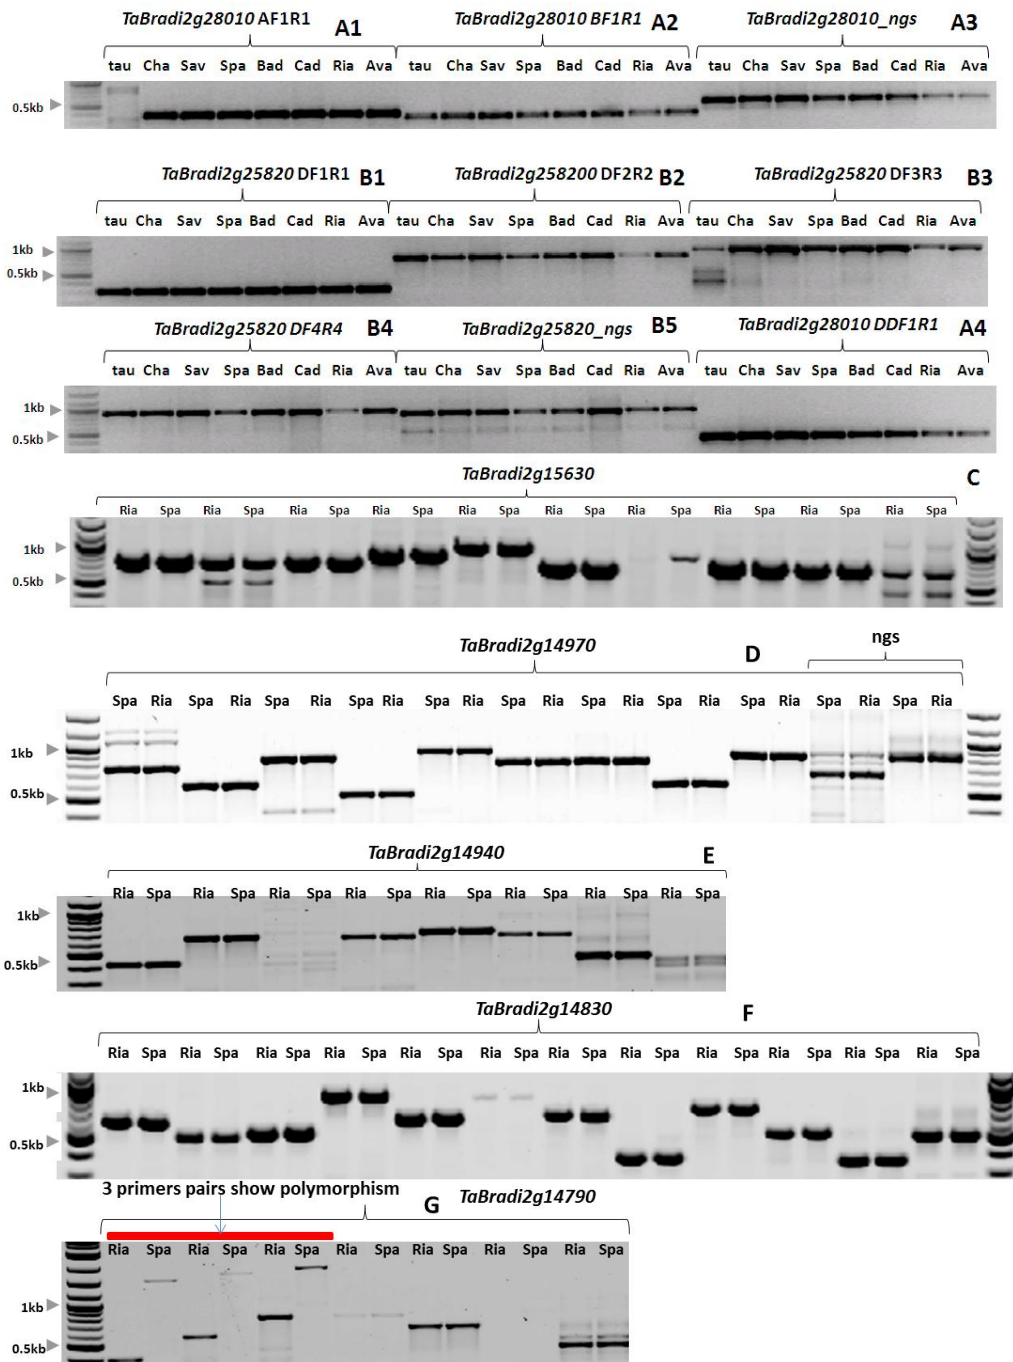 TaBradi2g28010 AF1R1 A1 TaBradi2g28010 BF1R1 A2 TaBradi2g28010_ngs A3
tau Cha Sav Spa Bad Cad Ria Ava tau Cha Sav Spa Bad Cad Ria Ava tau Cha Sav Spa Bad Cad Ria Ava
0.5kb
TaBradi2g25820 DF1R1 B1 TaBradi2g258200 DF2R2 B2 TaBradi2g25820 DF3R3 B3
tau Cha Sav Spa Bad Cad Ria Ava tau Cha Sav Spa Bad Cad Ria Ava tau Cha Sav Spa Bad Cad Ria Ava
1kb
0.5kb
TaBradi2g25820 DF4R4 B4 TaBradi2g25820_ngs B5 TaBradi2g28010 DDF1R1 A4
tau Cha Sav Spa Bad Cad Ria Ava tau Cha Sav Spa Bad Cad Ria Ava tau Cha Sav Spa Bad Cad Ria Ava
1kb
0.5kb
TaBradi2g15630 C
Ria Spa Ria Spa Ria Spa Ria Spa Ria Spa Ria Spa Ria Spa Ria Spa Ria Spa Ria Spa
1kb
0.5kb
TaBradi2g14970 D ngs
Spa Ria Spa Ria Spa Ria Spa Ria Spa Ria Spa Ria Spa Ria Spa Ria Spa Ria Spa Ria Spa Ria
1kb
0.5kb
TaBradi2g14940 E
Ria Spa Ria Spa Ria Spa Ria Spa Ria Spa Ria Spa Ria Spa Ria Spa
1kb
0.5kb
TaBradi2g14830 F
Ria Spa Ria Spa Ria Spa Ria Spa Ria Spa Ria Spa Ria Spa Ria Spa Ria Spa Ria Spa Ria Spa Ria Spa
1kb
0.5kb
3 primers pairs show polymorphism G TaBradi2g14790
Ria Spa Ria Spa Ria Spa Ria Spa Ria Spa Ria Spa Ria Spa
1kb
0.5kb